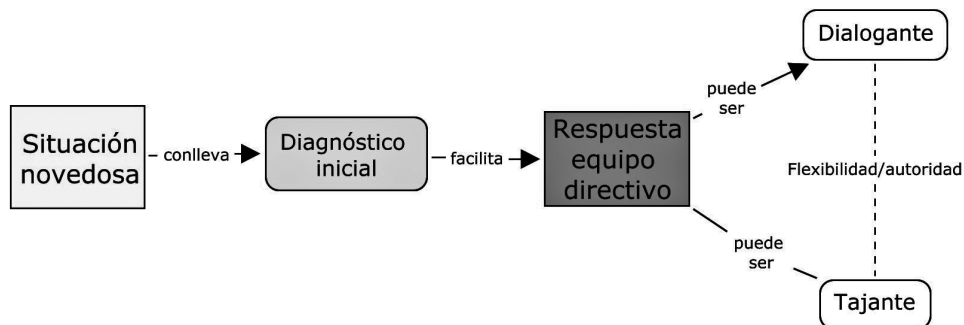 Situación
novedosa
conlleva
Diagnóstico
inicial
facilita
Respuesta
equipo
directivo
puede
ser
Dialogante
Flexibilidad/autoridad
puede
ser
Tajante